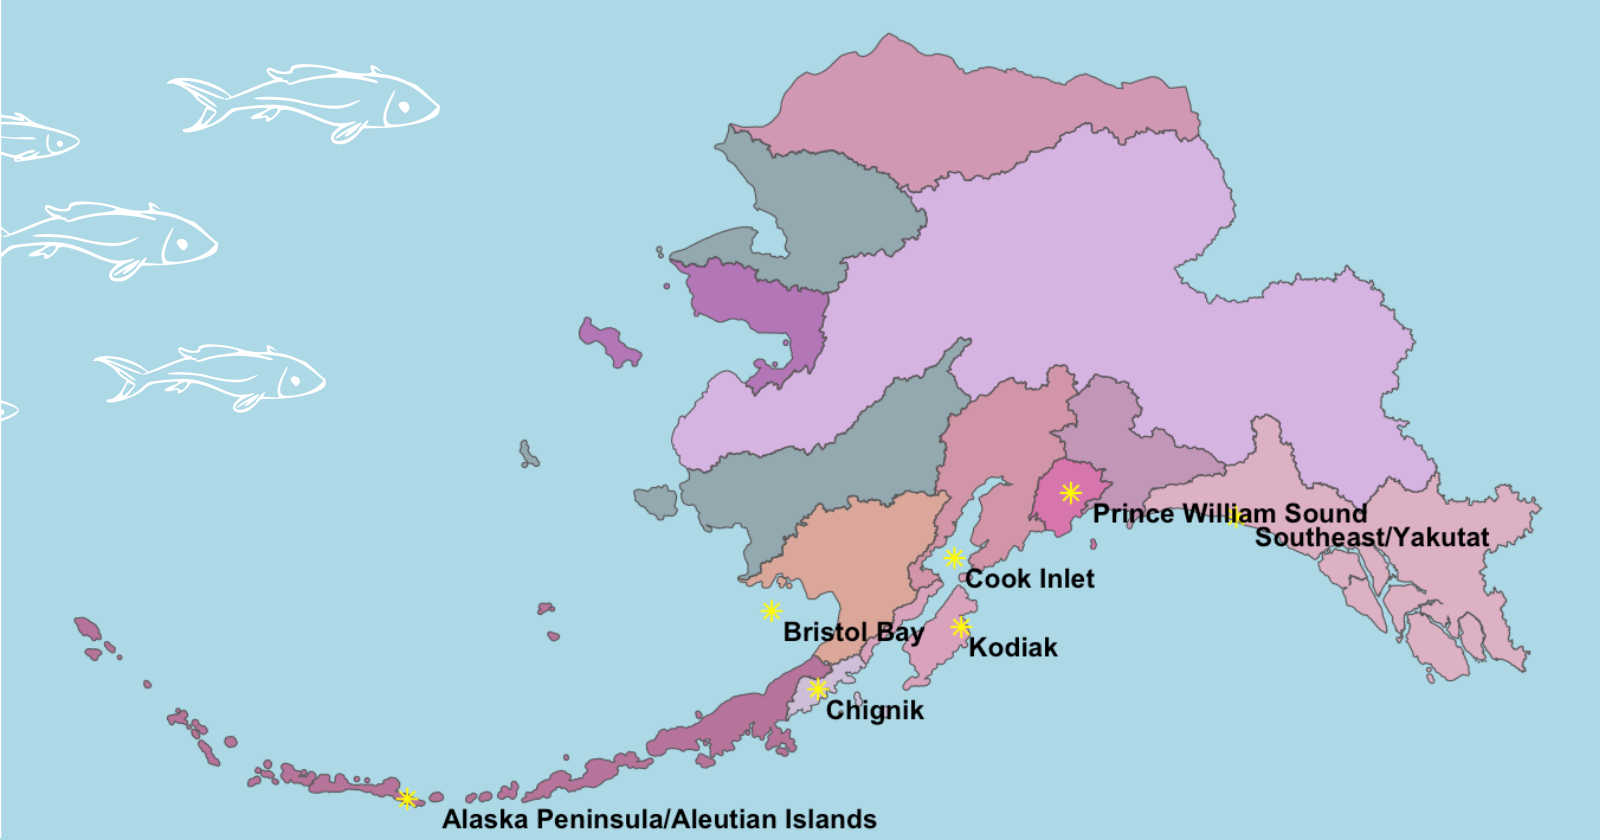 Prince William Sound
Southeast/Yakutat
Cook Inlet
Bristol Bay
Kodiak
Chignik
Alaska Peninsula/Aleutian Islands